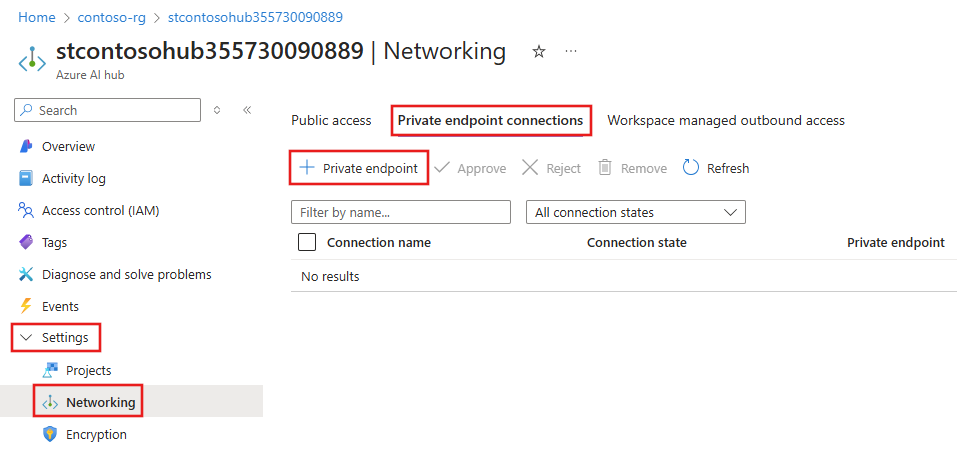 Home > contoso-rg > stcontosohub355730090889
stcontosohub355730090889 | Networking
Azure AI hub
Search
Overview
Activity log
Access control (IAM)
Tags
Diagnose and solve problems
Events
Settings
Projects
Networking
Encryption
Public access Private endpoint connections Workspace managed outbound access
+ Private endpoint Approve Reject Remove Refresh
Filter by name... All connection states
Connection name Connection state Private endpoint
No results